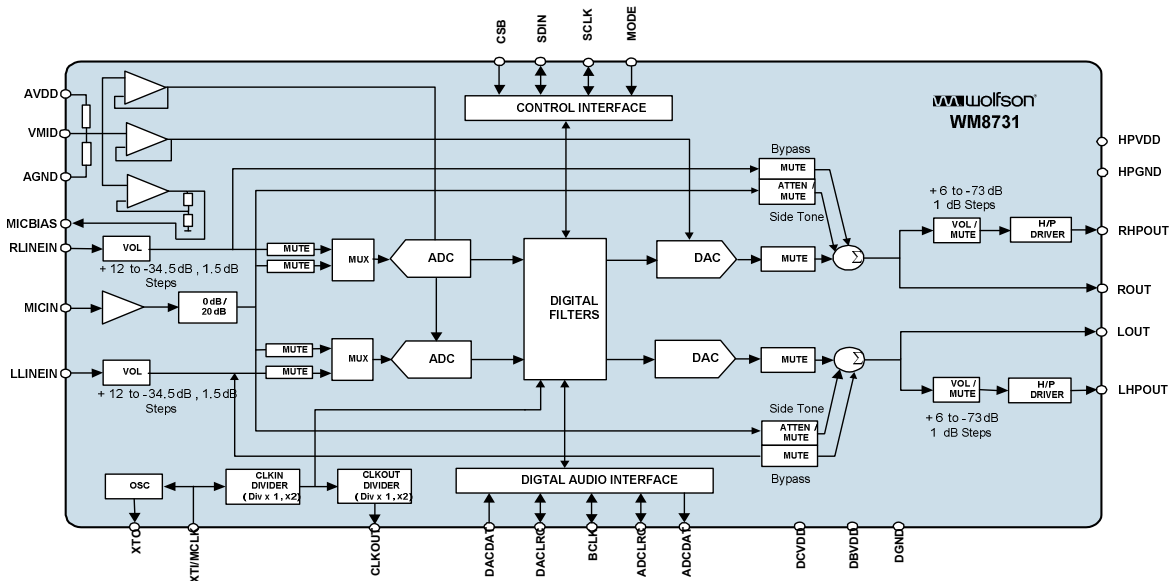 CSB
SDIN
SCLK
MODE
AVDD
VMID
AGND
MICBIAS
RLINEIN
MICIN
LLINEIN
CONTROL INTERFACE
wolfson®
WM8731
HPVDD
HPGND
RHPOUT
ROUT
LOUT
LHPOUT
Bypass
MUTE
ATTEN /
MUTE
Side Tone
+ 6 to -73 dB
1 dB Steps
VOL /
MUTE
H/P
DRIVER
VOL
+ 12 to -34.5 dB , 1.5 dB
Steps
MUTE
MUTE
MUX
ADC
DAC
MUTE
Σ
0 dB /
20 dB
DIGITAL
FILTERS
MUTE
MUTE
MUX
ADC
DAC
MUTE
Σ
VOL
+ 12 to -34.5 dB , 1.5 dB
Steps
VOL /
MUTE
H/P
DRIVER
+ 6 to -73 dB
1 dB Steps
Side Tone
ATTEN /
MUTE
MUTE
Bypass
OSC
CLKIN
DIVIDER
(Div x 1, x2)
CLKOUT
DIVIDER
(Div x 1, x2)
DIGITAL AUDIO INTERFACE
XTO
XTI/MCLK
CLKOUT
DACDAT
DACLRC
BCLK
ADCLRC
ADCDAT
DCVDD
DBVDD
DGND